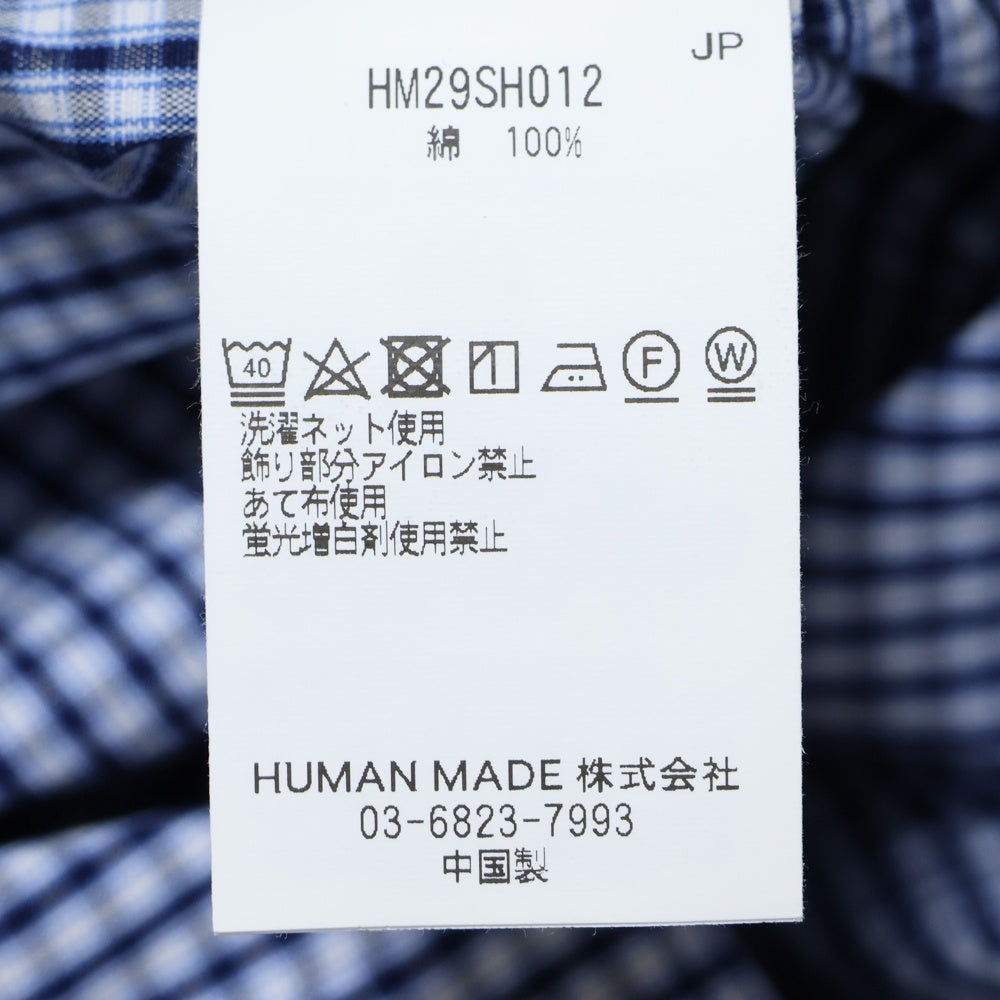 JP
HM29SH012
綿 100%
40 F W
洗濯ネット使用
飾り部分アイロン禁止
あて布使用
蛍光増白剤使用禁止
HUMAN MADE 株式会社
03-6823-7993
中国製